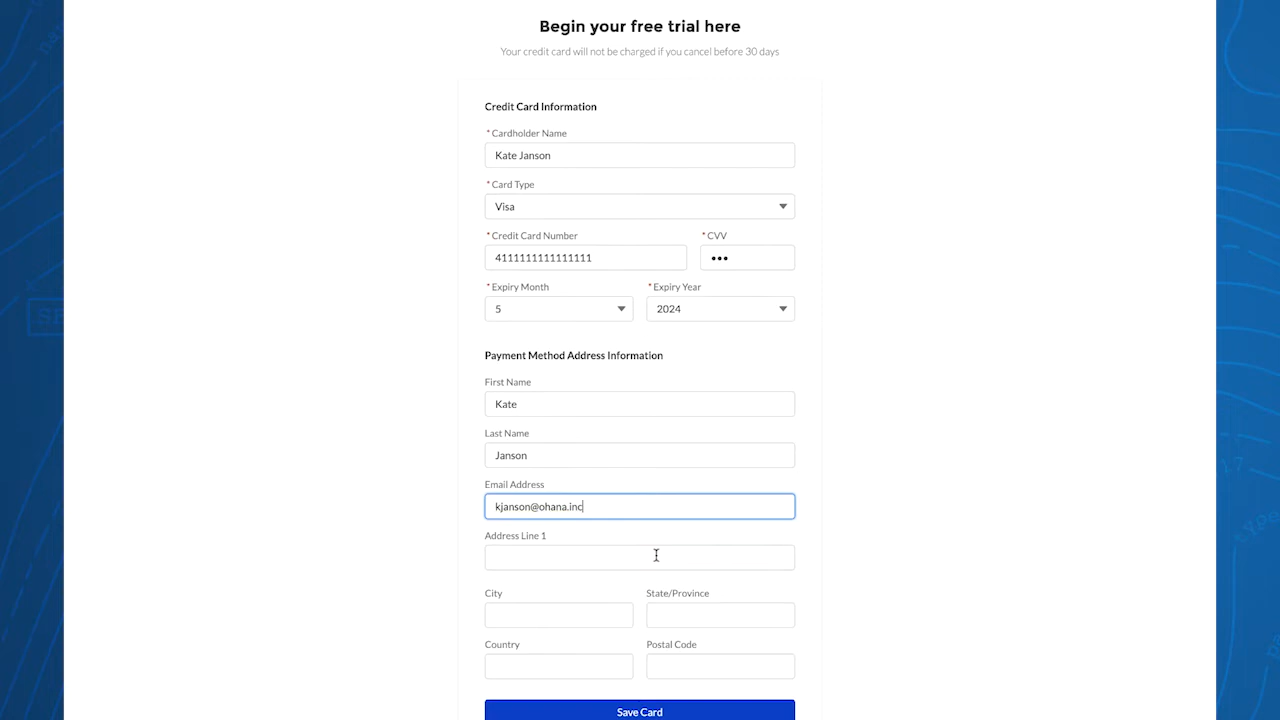 Begin your free trial here
Your credit card will not be charged if you cancel before 30 days
Credit Card Information
* Cardholder Name
Kate Janson
* Card Type
Visa
* Credit Card Number * CVV
4111111111111111 •••
* Expiry Month * Expiry Year
5 2024
Payment Method Address Information
First Name
Kate
Last Name
Janson
Email Address
kjanson@ohana.inc
Address Line 1
City State/Province
Country Postal Code
Save Card